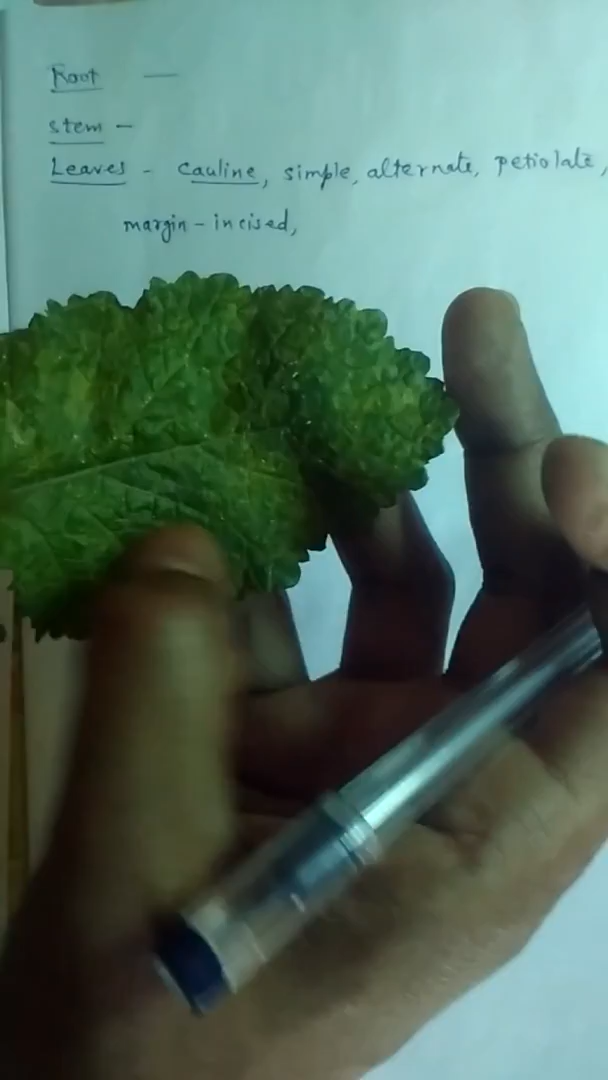 Root —
Stem –
Leaves - cauline, simple, alternate, petiolate,
margin - incised,